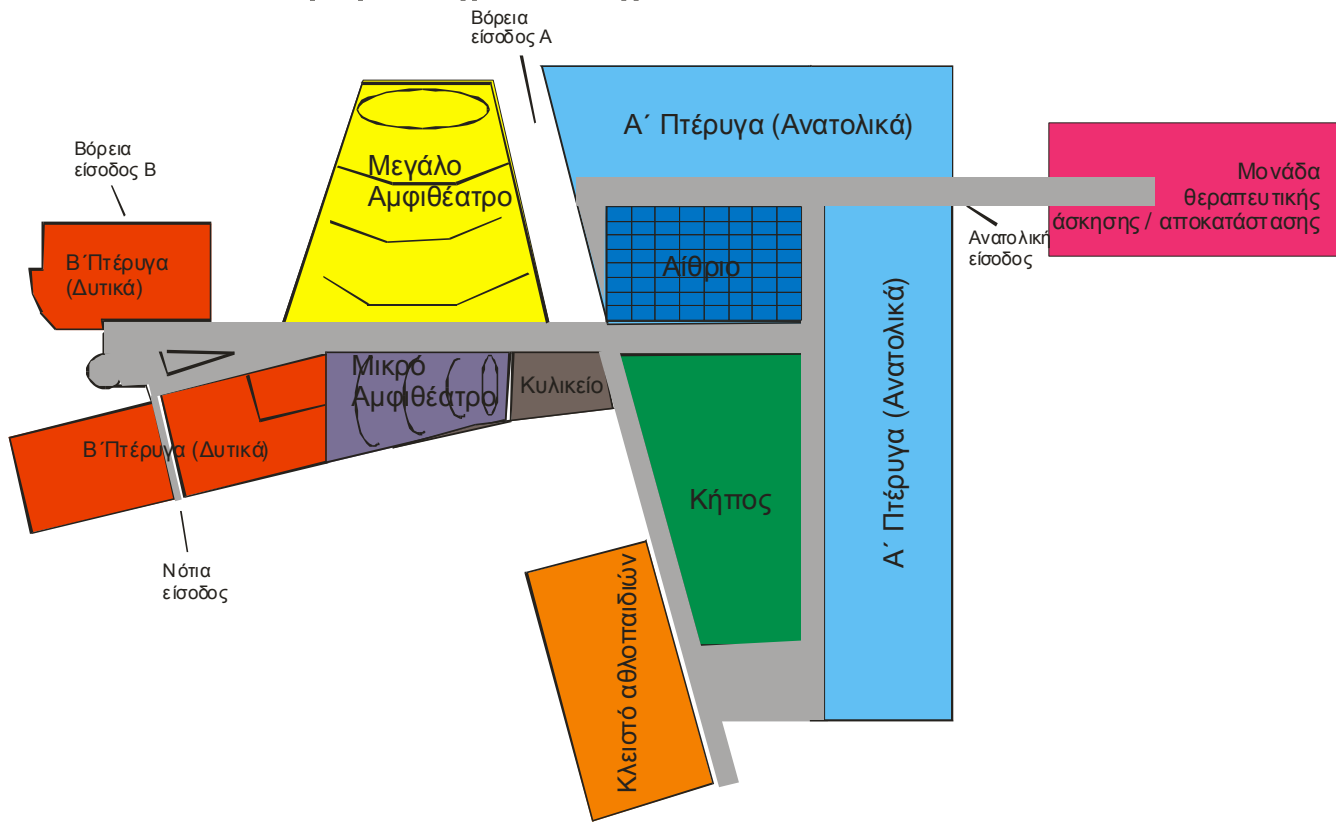 Βόρεια
είσοδος Α
Α΄ Πτέρυγα (Ανατολικά)
Μεγάλο
Αμφιθέατρο
Βόρεια
είσοδος Β
Μονάδα
θεραπευτικής
άσκησης / αποκατάστασης
Ανατολική
είσοδος
Αίθριο
Β΄Πτέρυγα
(Δυτικά)
Μικρό
Αμφιθέατρο
Κυλικείο
Β΄Πτέρυγα (Δυτικά)
Κήπος
Α΄ Πτέρυγα (Ανατολικά)
Νότια
είσοδος
Κλειστό αθλοπαιδιών